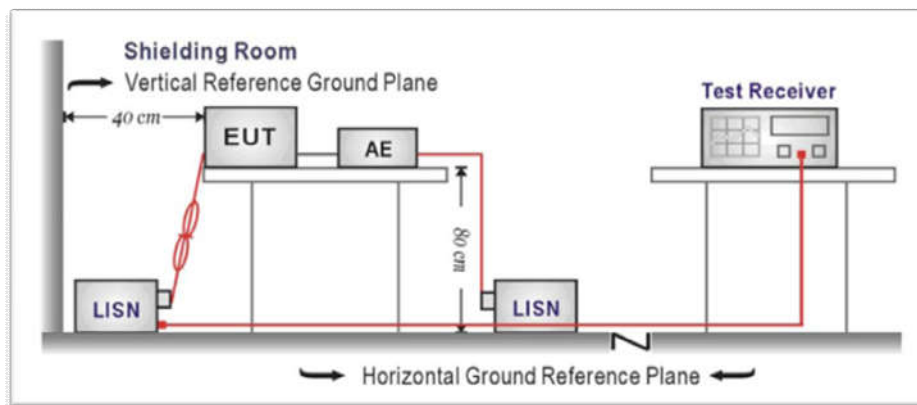 Shielding Room
Vertical Reference Ground Plane
Test Receiver
40 cm
EUT
AE
80 cm
LISN
LISN
Horizontal Ground Reference Plane